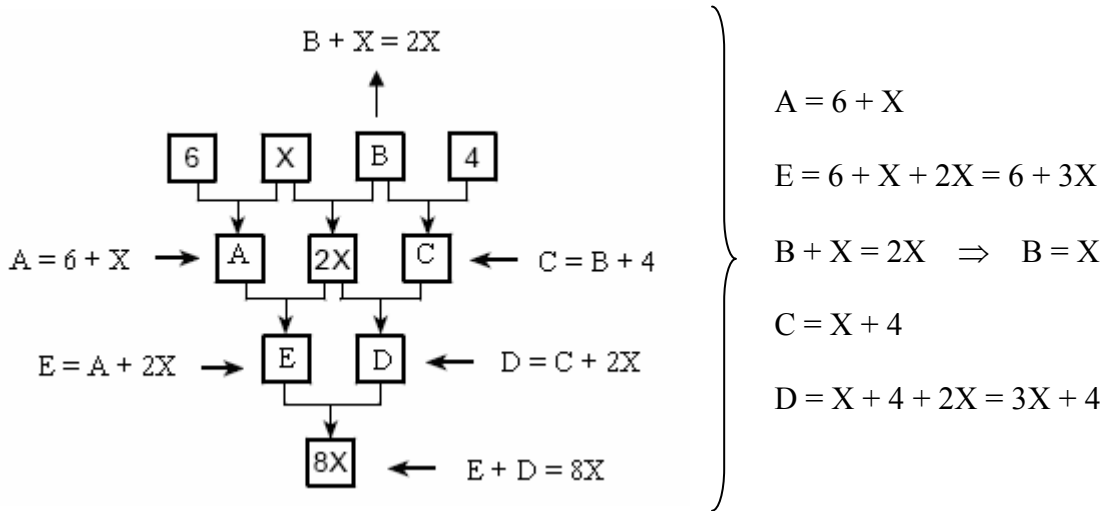 B + X = 2X
6 X B 4
A = 6 + X A 2X C C = B + 4
E = A + 2X E D D = C + 2X
8X E + D = 8X
A = 6 + X
E = 6 + X + 2X = 6 + 3X
B + X = 2X ⇒ B = X
C = X + 4
D = X + 4 + 2X = 3X + 4